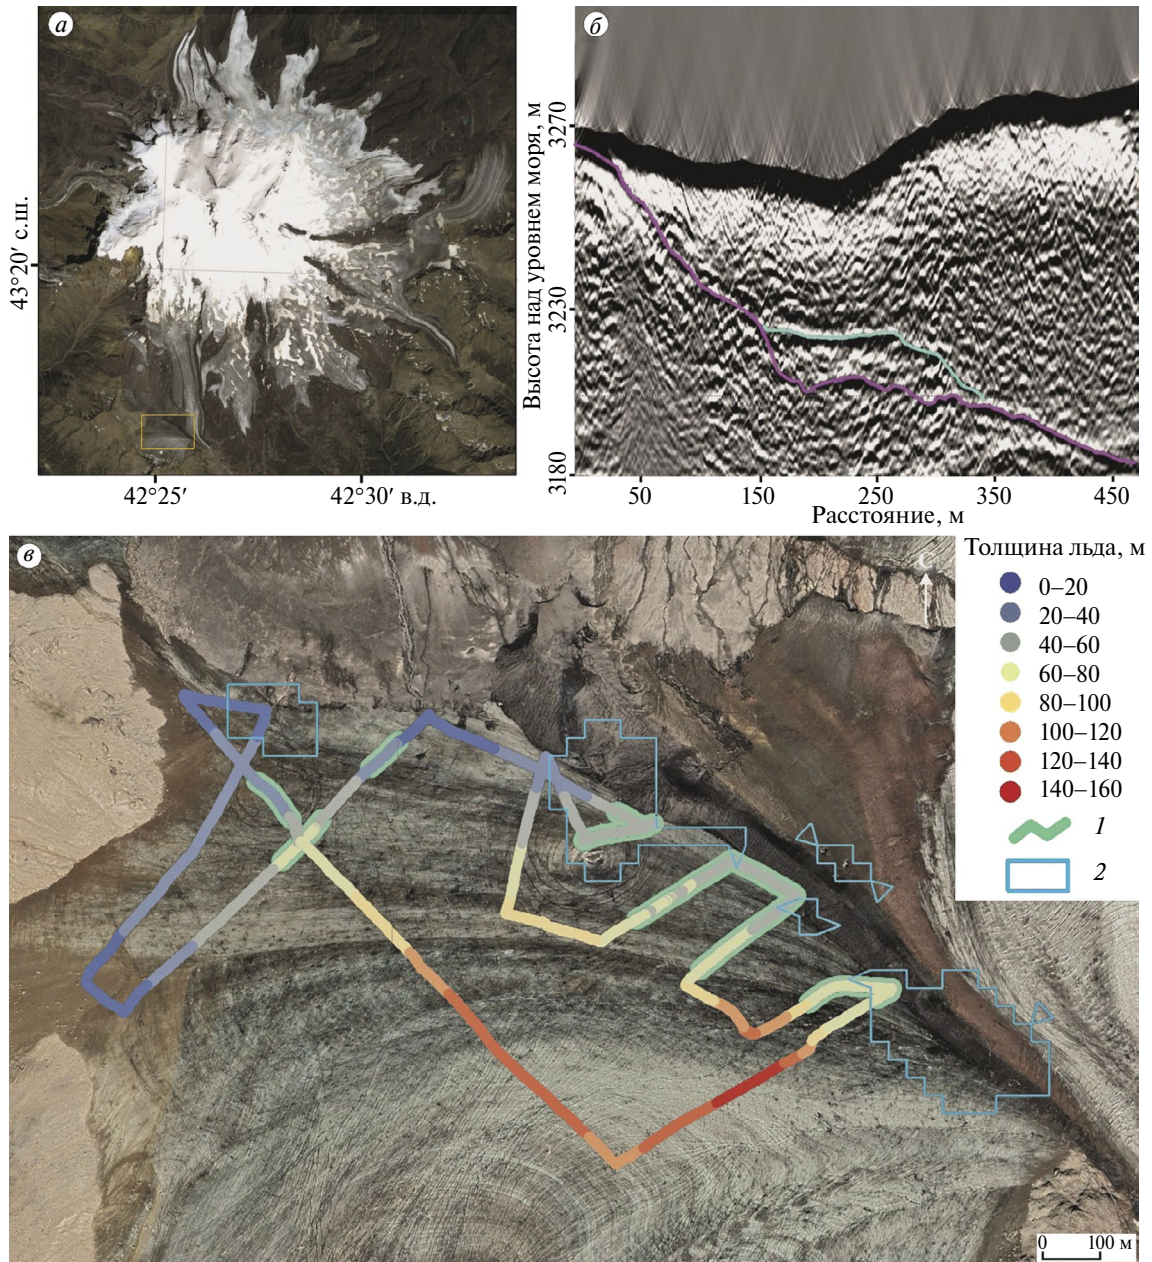 а
43°20′ с.ш.
42°25′
42°30′ в.д.
б
Высота над уровнем моря, м
3270
3230
3180
50
150
250
350
450
Расстояние, м
в
С
Толщина льда, м
0–20
20–40
40–60
60–80
80–100
100–120
120–140
140–160
1
2
0
100 м